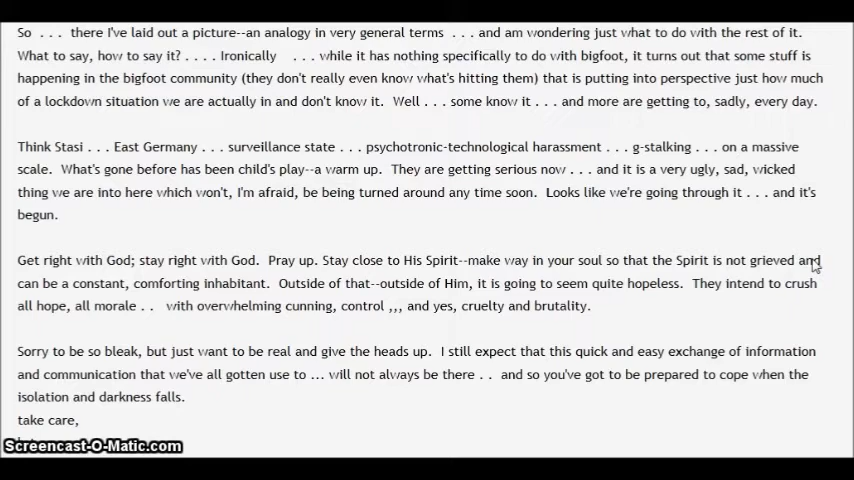 So . . . there I've laid out a picture--an analogy in very general terms . . . and am wondering just what to do with the rest of it.
What to say, how to say it? . . . . Ironically . . . while it has nothing specifically to do with bigfoot, it turns out that some stuff is
happening in the bigfoot community (they don't really even know what's hitting them) that is putting into perspective just how much
of a lockdown situation we are actually in and don't know it. Well . . . some know it . . . and more are getting to, sadly, every day.
Think Stasi . . . East Germany . . . surveillance state . . . psychotronic-technological harassment . . . g-stalking . . . on a massive
scale. What's gone before has been child's play--a warm up. They are getting serious now . . . and it is a very ugly, sad, wicked
thing we are into here which won't, I'm afraid, be being turned around any time soon. Looks like we're going through it . . . and it's
begun.
Get right with God; stay right with God. Pray up. Stay close to His Spirit--make way in your soul so that the Spirit is not grieved and
can be a constant, comforting inhabitant. Outside of that--outside of Him, it is going to seem quite hopeless. They intend to crush
all hope, all morale . . with overwhelming cunning, control ,,, and yes, cruelty and brutality.
Sorry to be so bleak, but just want to be real and give the heads up. I still expect that this quick and easy exchange of information
and communication that we've all gotten use to ... will not always be there . . and so you've got to be prepared to cope when the
isolation and darkness falls.
take care,
Screencast-O-Matic.com